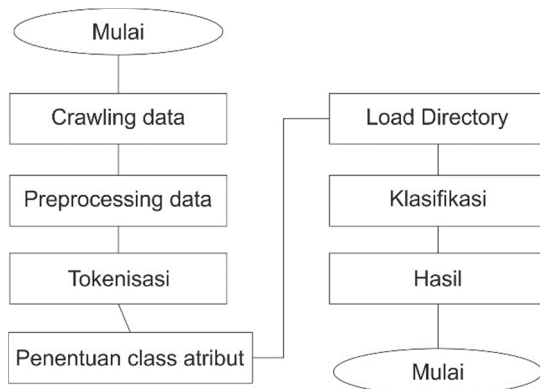 Mulai
Crawling data
Preprocessing data
Tokenisasi
Penentuan class atribut
Load Directory
Klasifikasi
Hasil
Mulai